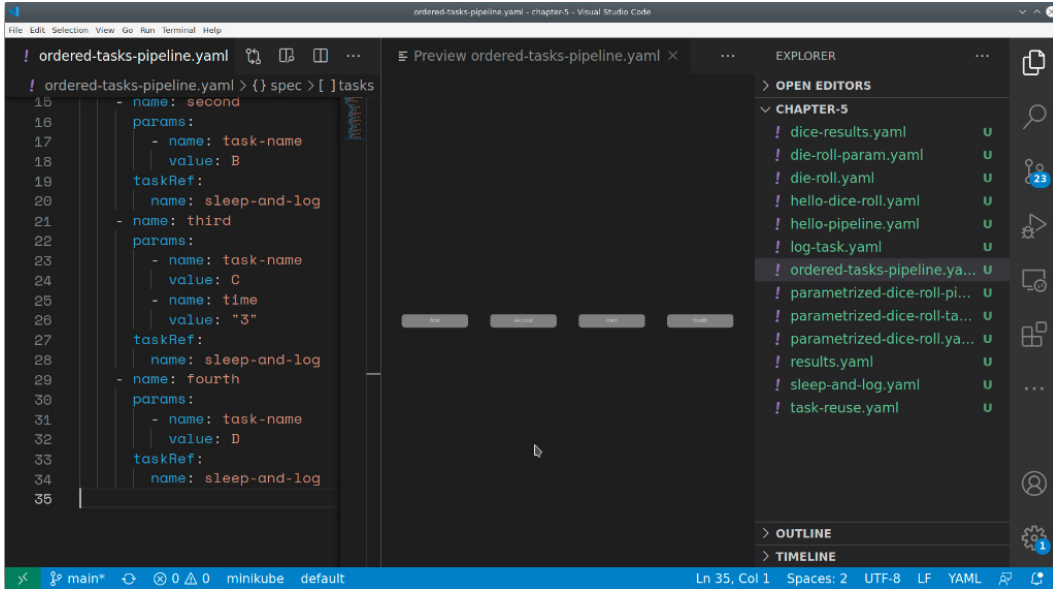 ordered-tasks-pipeline.yaml - chapter-5 - Visual Studio Code
File Edit Selection View Go Run Terminal Help
! ordered-tasks-pipeline.yaml
! ordered-tasks-pipeline.yaml > {} spec > [ ] tasks
15 - name: second
16 params:
17 - name: task-name
18 value: B
19 taskRef:
20 name: sleep-and-log
21 - name: third
22 params:
23 - name: task-name
24 value: C
25 - name: time
26 value: "3"
27 taskRef:
28 name: sleep-and-log
29 - name: fourth
30 params:
31 - name: task-name
32 value: D
33 taskRef:
34 name: sleep-and-log
35
Preview ordered-tasks-pipeline.yaml ×
first second third fourth
EXPLORER
> OPEN EDITORS
CHAPTER-5
! dice-results.yaml U
! die-roll-param.yaml U
! die-roll.yaml U
! hello-dice-roll.yaml U
! hello-pipeline.yaml U
! log-task.yaml U
! ordered-tasks-pipeline.ya... U
! parametrized-dice-roll-pi... U
! parametrized-dice-roll-ta... U
! parametrized-dice-roll.ya... U
! results.yaml U
! sleep-and-log.yaml U
! task-reuse.yaml U
> OUTLINE
> TIMELINE
23
1
main* 0 0 minikube default
Ln 35, Col 1 Spaces: 2 UTF-8 LF YAML